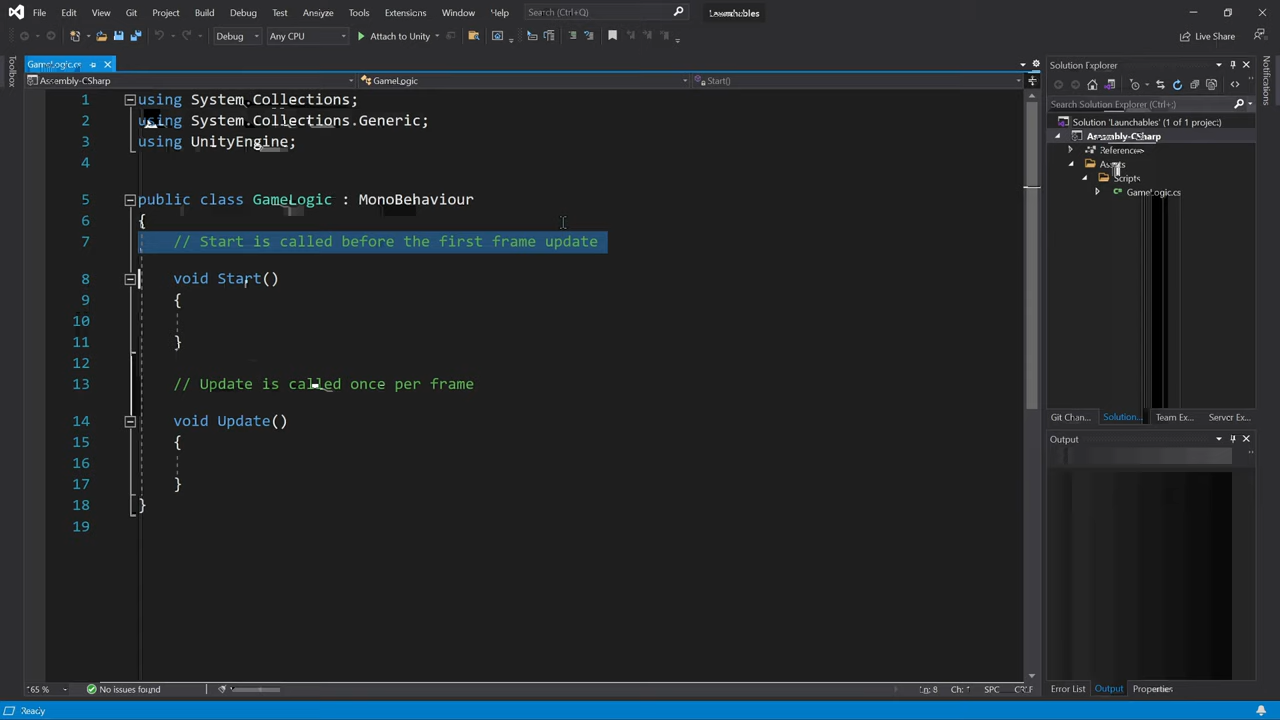 File Edit View Git Project Build Debug Test Analyze Tools Extensions Window Help Search (Ctrl+Q) Launchables
Debug Any CPU Attach to Unity Live Share
GameLogic.cs
Assembly-CSharp GameLogic Start()
1 using System.Collections;
2 using System.Collections.Generic;
3 using UnityEngine;
4
5 public class GameLogic : MonoBehaviour
6 {
7 // Start is called before the first frame update
8 void Start()
9 {
10
11 }
12
13 // Update is called once per frame
14 void Update()
15 {
16
17 }
18 }
19
165 % No issues found Ln: 8 Ch: 1 SPC CRLF
Ready
Toolbox
Solution Explorer
Search Solution Explorer (Ctrl+;)
Solution 'Launchables' (1 of 1 project)
Assembly-CSharp
References
Assets
Scripts
GameLogic.cs
Git Chan... Solution... Team Ex... Server Ex...
Output
Error List Output Properties
Notifications